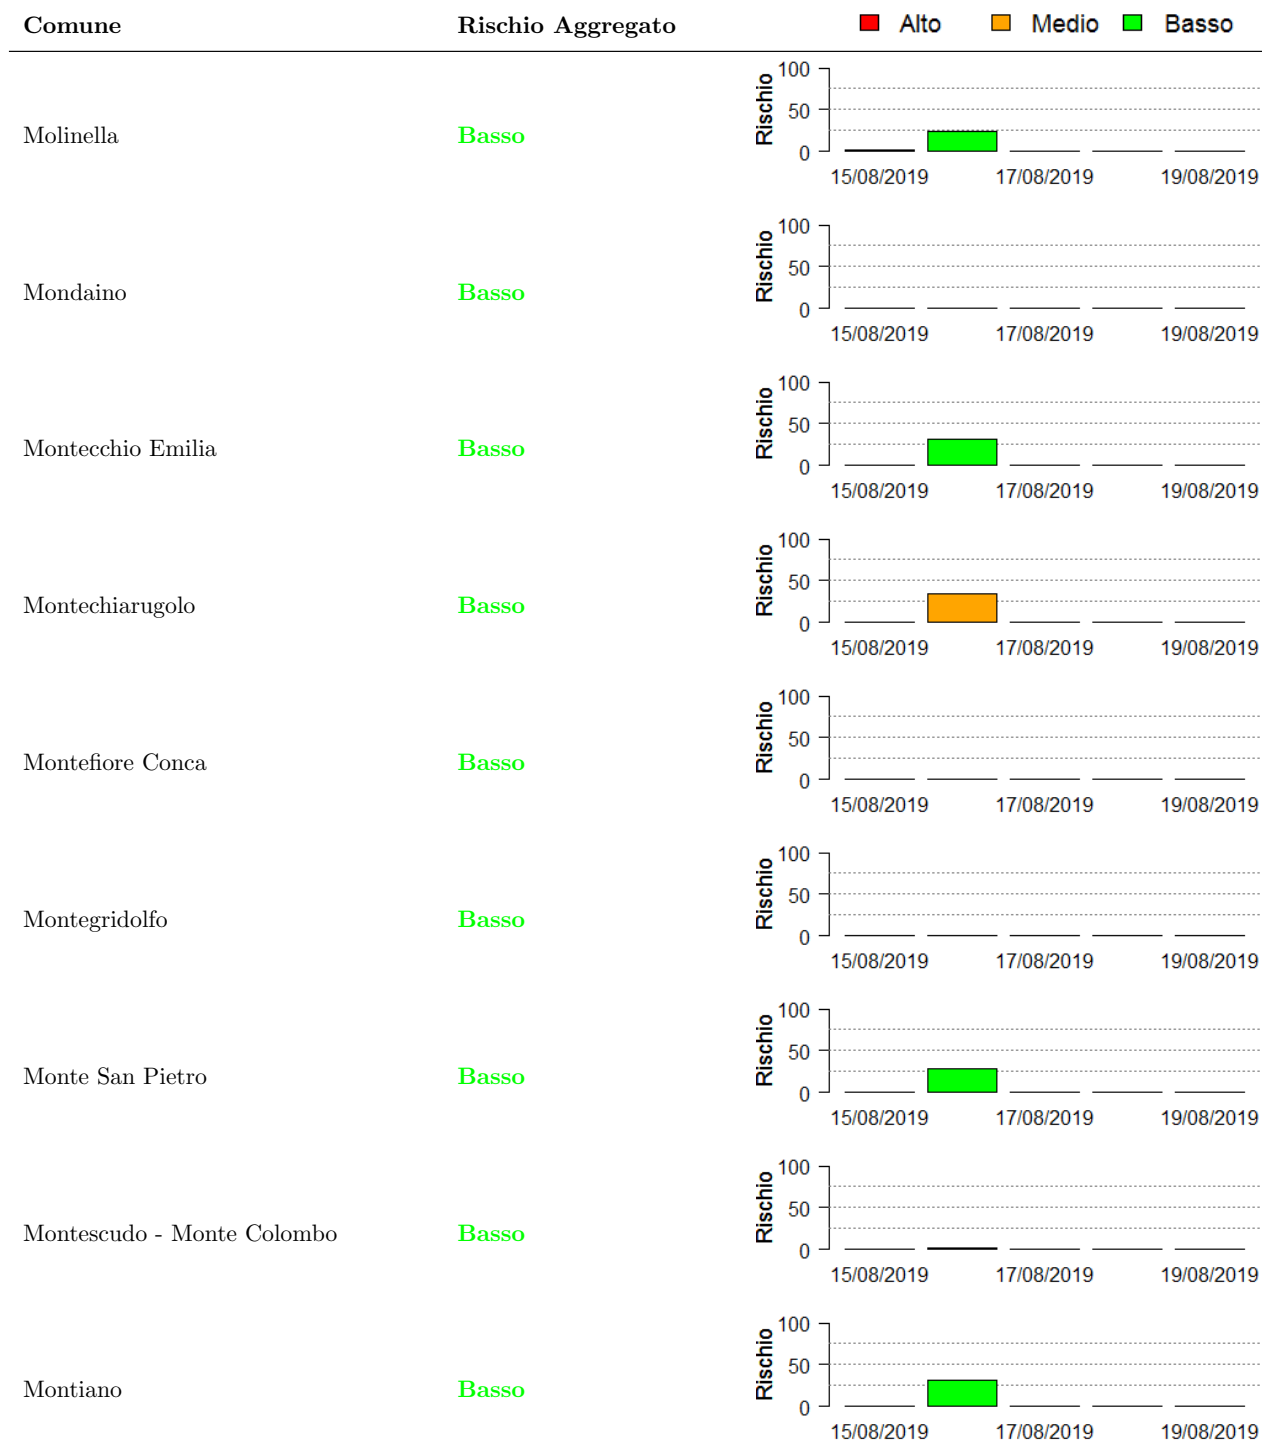 Comune Rischio Aggregato Alto Medio Basso
100
50
0
Rischio
Molinella Basso
15/08/2019 17/08/2019 19/08/2019
100
50
0
Rischio
Mondaino Basso
15/08/2019 17/08/2019 19/08/2019
100
50
0
Rischio
Montecchio Emilia Basso
15/08/2019 17/08/2019 19/08/2019
100
50
0
Rischio
Montechiarugolo Basso
15/08/2019 17/08/2019 19/08/2019
100
50
0
Rischio
Montefiore Conca Basso
15/08/2019 17/08/2019 19/08/2019
100
50
0
Rischio
Montegridolfo Basso
15/08/2019 17/08/2019 19/08/2019
100
50
0
Rischio
Monte San Pietro Basso
15/08/2019 17/08/2019 19/08/2019
100
50
0
Rischio
Montescudo - Monte Colombo Basso
15/08/2019 17/08/2019 19/08/2019
100
50
0
Rischio
Montiano Basso
15/08/2019 17/08/2019 19/08/2019